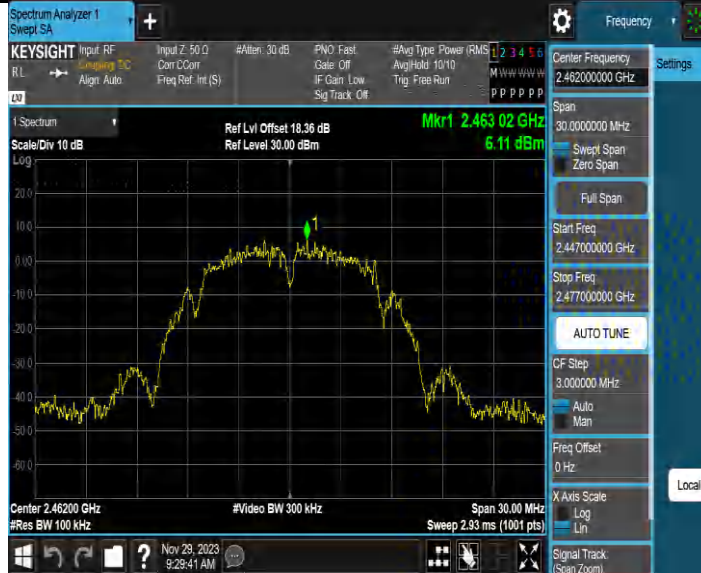 Spectrum Analyzer 1
Swept SA
+
Frequency
KEYSIGHT
Input: RF
Coupling: DC
Align: Auto
Input Z: 50 Ω
Corr CCorr
Freq Ref: Int (S)
#Atten: 30 dB
PNO: Fast
Gate: Off
IF Gain: Low
Sig Track: Off
#Avg Type: Power (RMS
Avg|Hold: 10/10
Trig: Free Run
1 2 3 4 5 6
M W W W W W
P P P P P P
RL
LXI
1 Spectrum
Scale/Div 10 dB
Ref Lvl Offset 18.36 dB
Ref Level 30.00 dBm
Mkr1 2.463 02 GHz
6.11 dBm
Log
20.0
10.0
0.00
-10.0
-20.0
-30.0
-40.0
-50.0
-60.0
1
Center 2.46200 GHz
#Res BW 100 kHz
#Video BW 300 kHz
Span 30.00 MHz
Sweep 2.93 ms (1001 pts)
?
Nov 29, 2023
9:29:41 AM
Center Frequency
2.462000000 GHz
Settings
Span
30.0000000 MHz
Swept Span
Zero Span
Full Span
Start Freq
2.447000000 GHz
Stop Freq
2.477000000 GHz
AUTO TUNE
CF Step
3.000000 MHz
Auto
Man
Freq Offset
0 Hz
X Axis Scale
Log
Lin
Local
Signal Track
(Span Zoom)